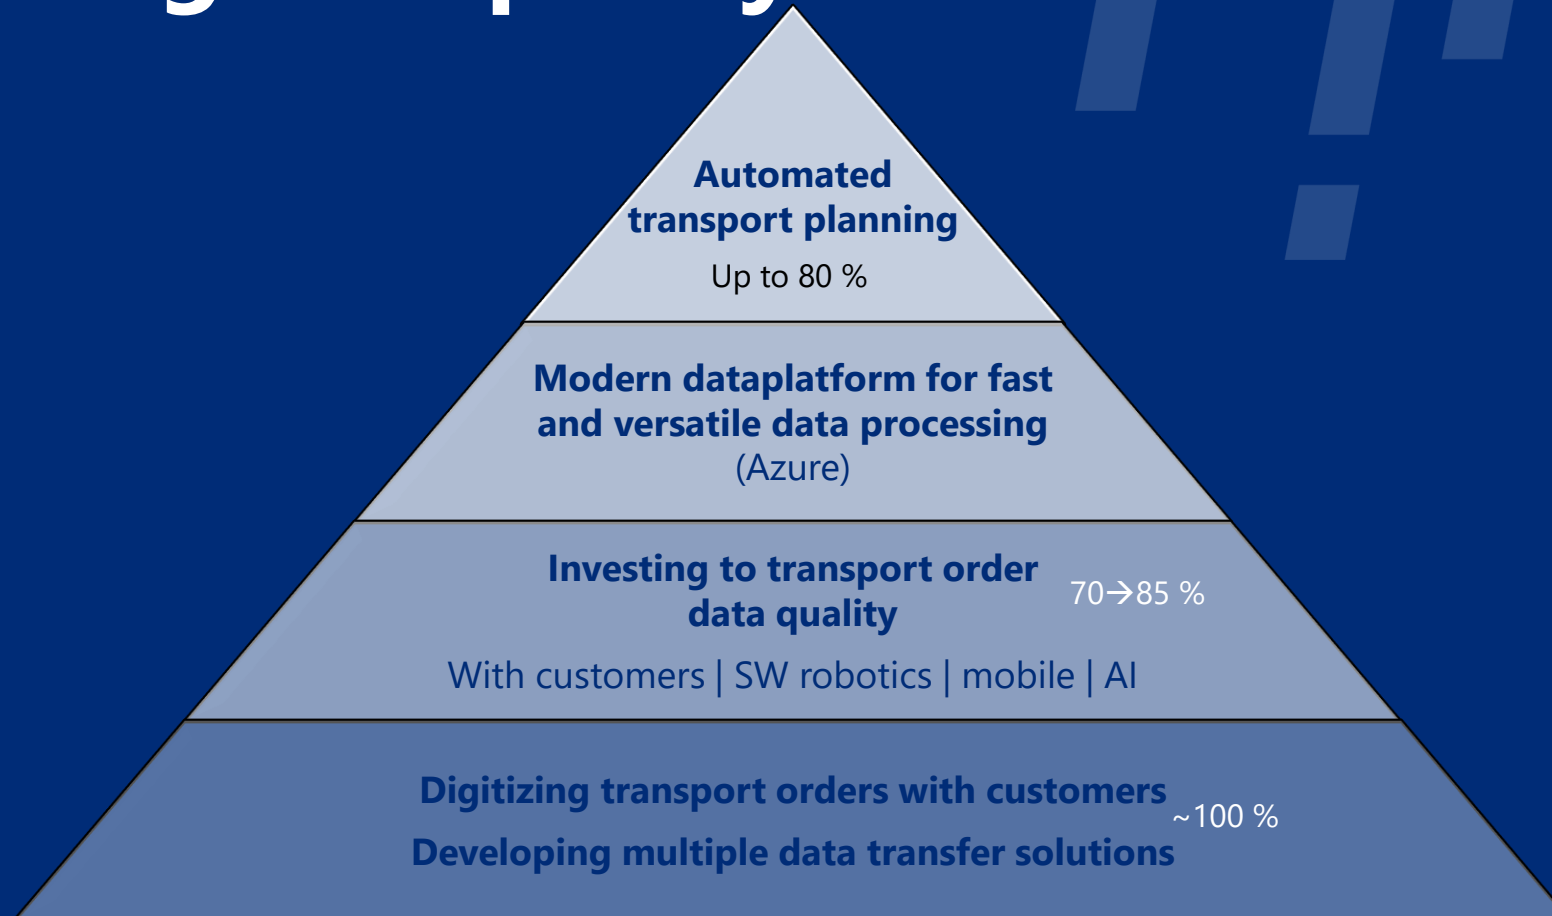 Automated
transport planning
Up to 80 %
Modern dataplatform for fast
and versatile data processing
(Azure)
Investing to transport order
data quality
70→85 %
With customers | SW robotics | mobile | AI
Digitizing transport orders with customers
~100 %
Developing multiple data transfer solutions